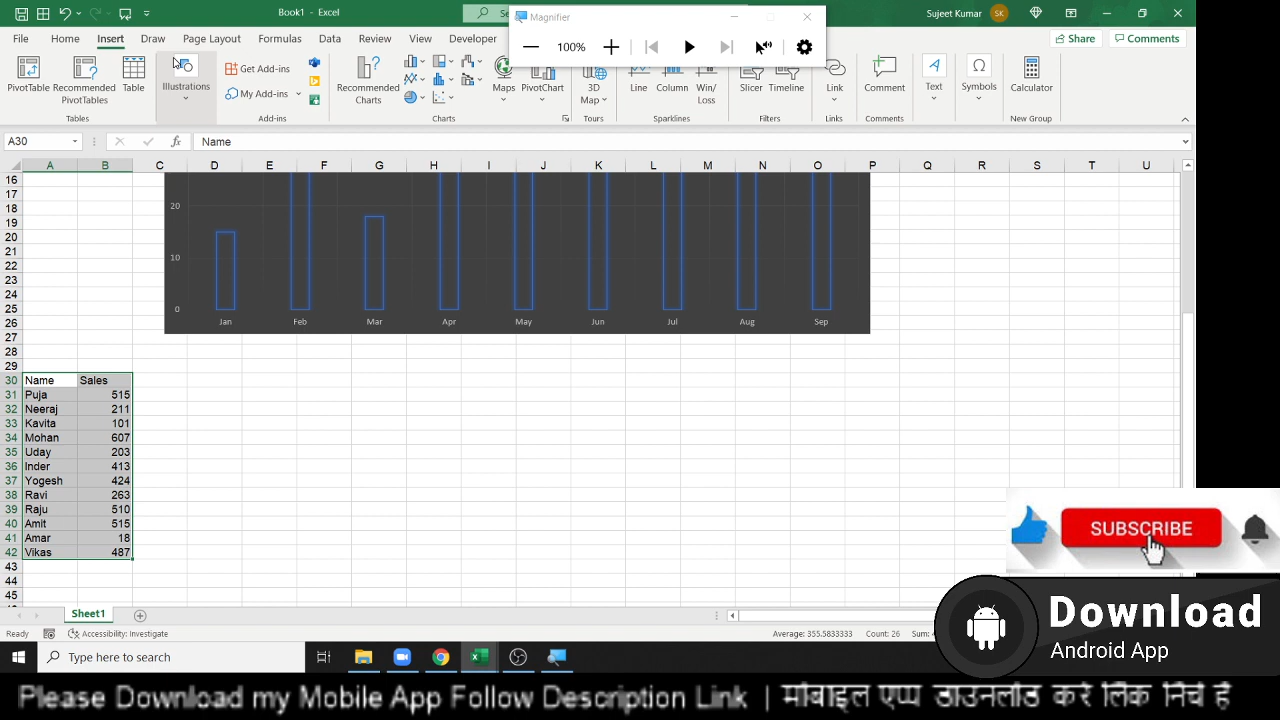 Book1 - Excel
Se
Magnifier
Sujeet Kumar
SK
100%
File
Home
Insert
Draw
Page Layout
Formulas
Data
Review
View
Developer
Share
Comments
PivotTable
Recommended
PivotTables
Table
Illustrations
Get Add-ins
My Add-ins
Recommended
Charts
Maps
PivotChart
3D
Map
Line
Column
Win/
Loss
Slicer
Timeline
Link
Comment
Text
Symbols
Calculator
Tables
Add-ins
Charts
Tours
Sparklines
Filters
Links
Comments
New Group
A30
fx
Name
A B C D E F G H I J K L M N O P Q R S T U
16
17
18
19
20
21
22
23
24
25
26
27
28
29
20
10
0
Jan Feb Mar Apr May Jun Jul Aug Sep
30 Name Sales
31 Puja 515
32 Neeraj 211
33 Kavita 101
34 Mohan 607
35 Uday 203
36 Inder 413
37 Yogesh 424
38 Ravi 263
39 Raju 510
40 Amit 515
41 Amar 18
42 Vikas 487
43
44
45
SUBSCRIBE
Download
Android App
Sheet1
Ready
Accessibility: Investigate
Average: 355.5833333
Count: 26
Sum:
Type here to search
Please Download my Mobile App Follow Description Link | मोबाइल एप्प डाउनलोड करे लिंक निचे है